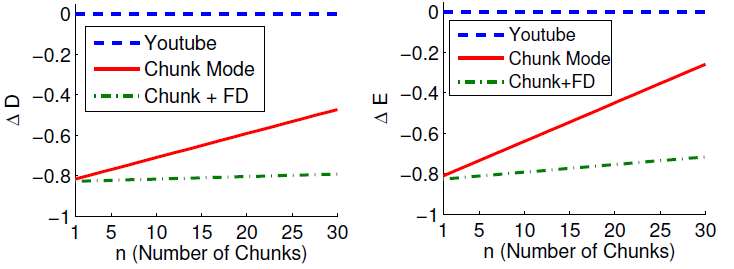 0
−0.2
−0.4
−0.6
−0.8
−1
Δ D
Youtube
Chunk Mode
Chunk + FD
1 5 10 15 20 25 30
n (Number of Chunks)
0
−0.2
−0.4
−0.6
−0.8
−1
Δ E
Youtube
Chunk Mode
Chunk+FD
1 5 10 15 20 25 30
n (Number of Chunks)